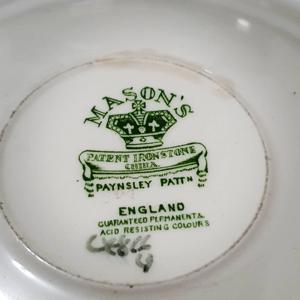 MASON'S
PATENT IRONSTONE
CHINA
PAYNSLEY PATTN
ENGLAND
GUARANTEED PERMANENT &
ACID RESISTING COLOURS